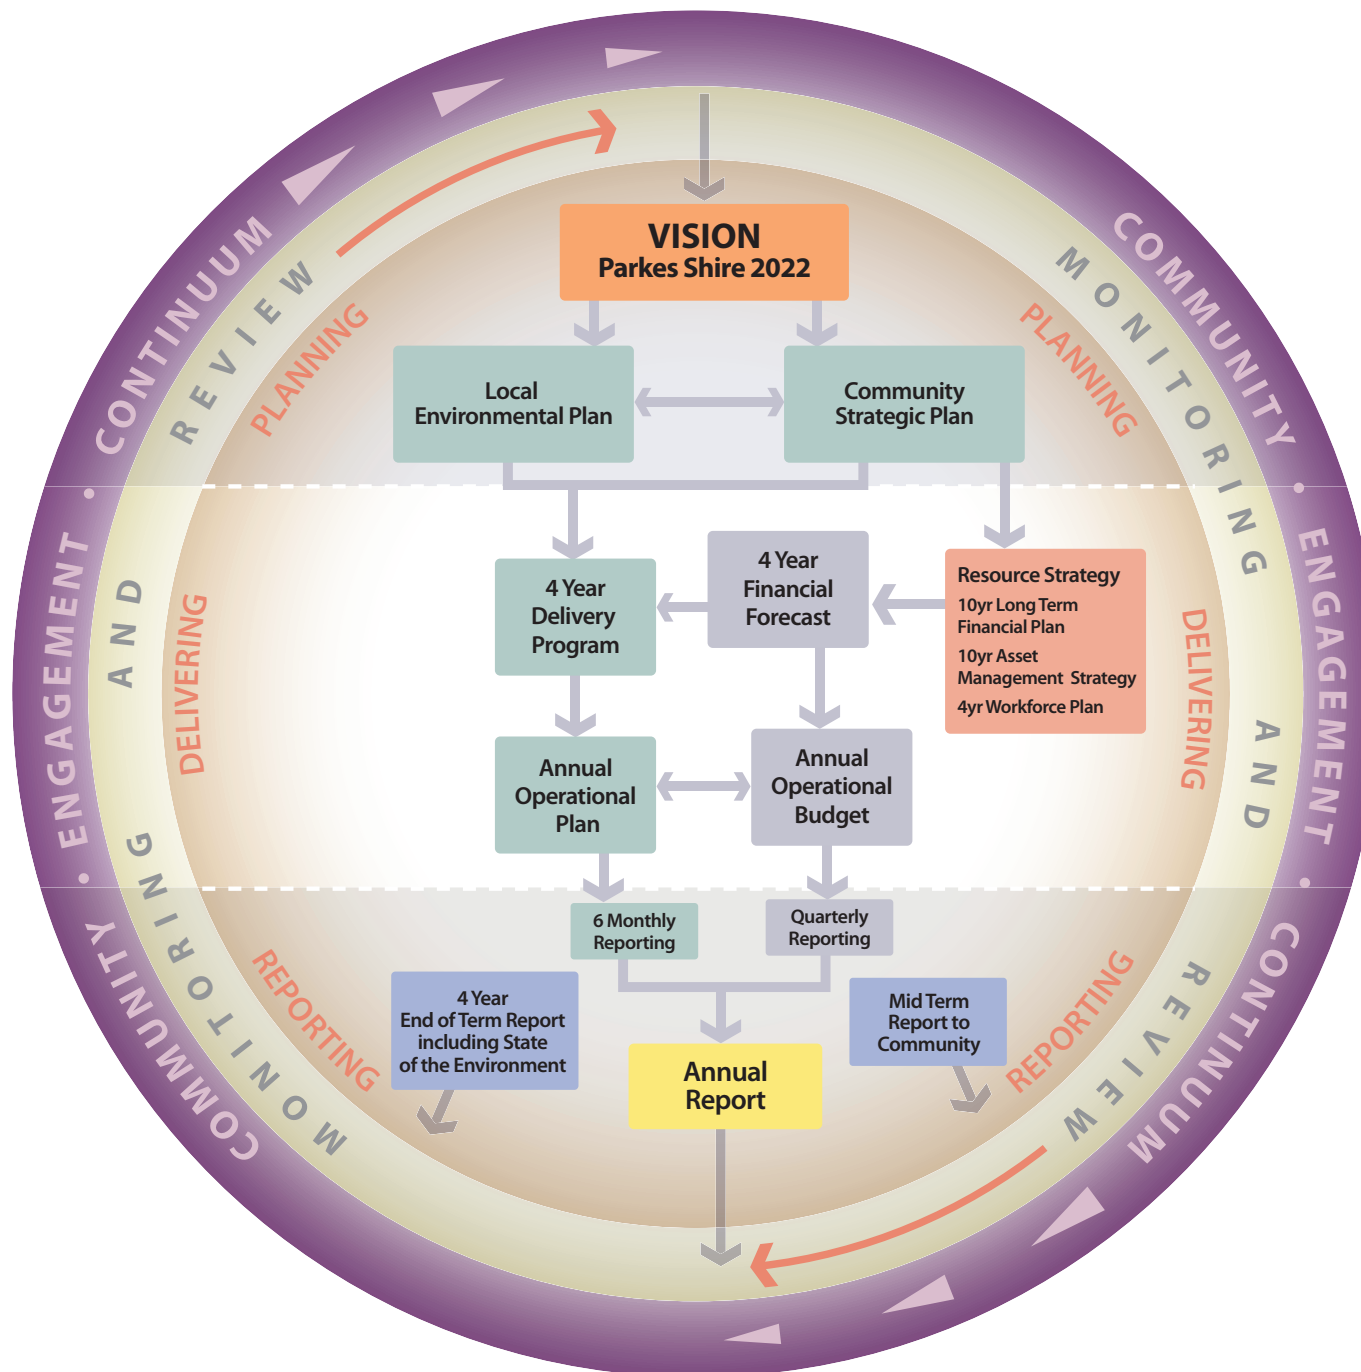 COMMUNITY • ENGAGEMENT • CONTINUUM
COMMUNITY • ENGAGEMENT • CONTINUUM
MONITORING AND REVIEW
MONITORING AND REVIEW
PLANNING
PLANNING
VISION
Parkes Shire 2022
Local
Environmental Plan
Community
Strategic Plan
DELIVERING
DELIVERING
4 Year
Delivery
Program
4 Year
Financial
Forecast
Resource Strategy
10yr Long Term
Financial Plan
10yr Asset
Management Strategy
4yr Workforce Plan
Annual
Operational
Plan
Annual
Operational
Budget
REPORTING
REPORTING
6 Monthly
Reporting
Quarterly
Reporting
4 Year
End of Term Report
including State
of the Environment
Mid Term
Report to
Community
Annual
Report